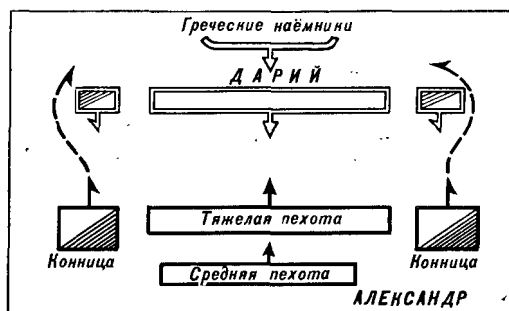 Греческие наёмники
ДАРИЙ
Тяжелая пехота
Конница
Конница
Средняя пехота
АЛЕКСАНДР